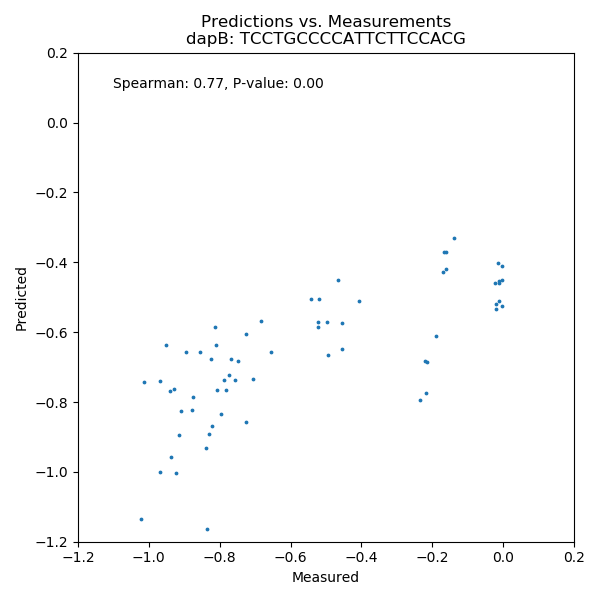 Predictions vs. Measurements
dapB: TCCTGCCCCATTCTTCCACG
Spearman: 0.77, P-value: 0.00
0.2
0.0
−0.2
−0.4
−0.6
−0.8
−1.0
−1.2
Predicted
−1.2 −1.0 −0.8 −0.6 −0.4 −0.2 0.0 0.2
Measured